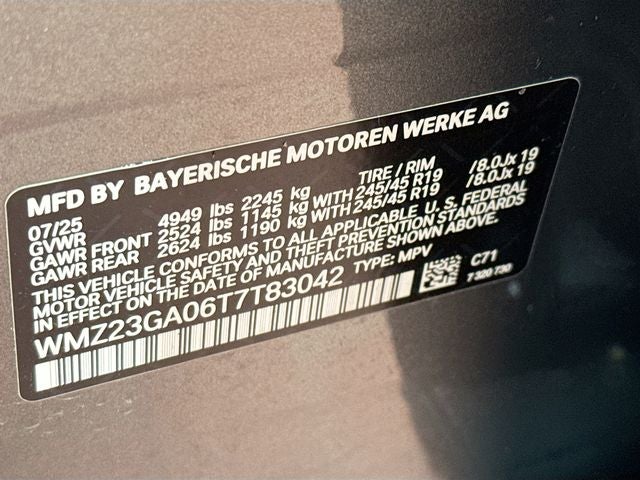 MFD BY BAYERISCHE MOTOREN WERKE AG
07/25 TIRE / RIM
GVWR 4949 lbs 2245 kg
GAWR FRONT 2524 lbs 1145 kg WITH 245/45 R19 /8.0Jx 19
GAWR REAR 2624 lbs 1190 kg WITH 245/45 R19 /8.0Jx 19
THIS VEHICLE CONFORMS TO ALL APPLICABLE U. S. FEDERAL
MOTOR VEHICLE SAFETY AND THEFT PREVENTION STANDARDS
IN EFFECT ON THE DATE OF MANUFACTURE SHOWN ABOVE.
WMZ23GA06T7T83042 TYPE: MPV C71
7 320 730